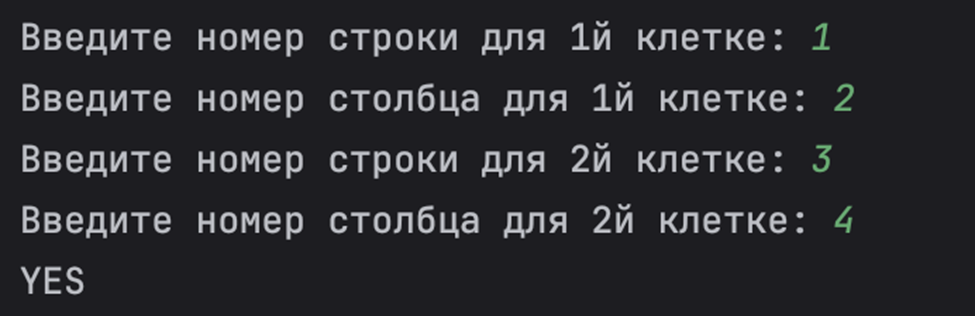 Введите номер строки для 1й клетке: 1
Введите номер столбца для 1й клетке: 2
Введите номер строки для 2й клетке: 3
Введите номер столбца для 2й клетке: 4
YES